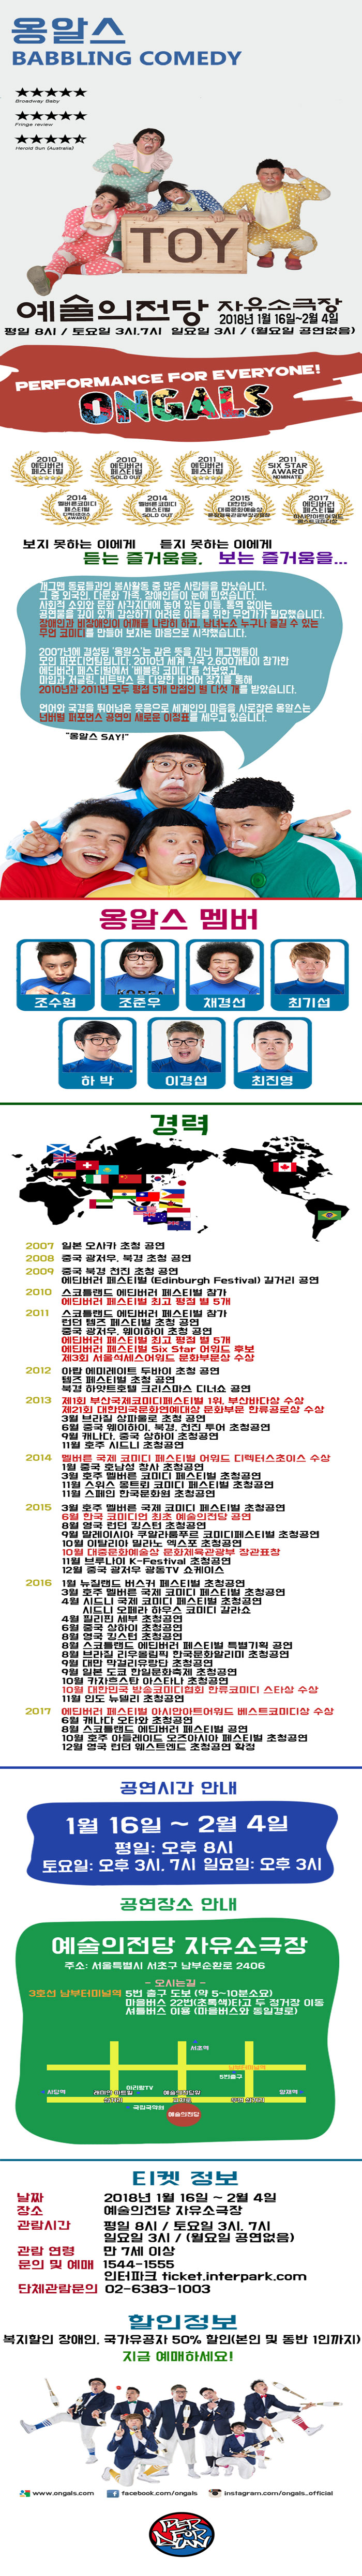 옹알스
BABBLING COMEDY
Broadway Baby
Fringe review
Herold Sun (Australia)
TOY
예술의전당 자유소극장
2018년 1월 16일~2월 4일
평일 8시 / 토요일 3시,7시 일요일 3시 / (월요일 공연없음)
PERFORMANCE FOR EVERYONE!
ONGALS
2010
에딘버러
페스티벌
2010
에딘버러
페스티벌
SOLD OUT
2011
에딘버러
페스티벌
2011
SIX STAR
AWARD
NOMINATE
2014
멜버른코미디
페스티벌
디렉터초이스
AWARD
2014
멜버른코미디
페스티벌
SOLD OUT
2015
대한민국
대중문화예술상
2017
에딘버러
페스티벌
보지 못하는 이에게 듣지 못하는 이에게
듣는 즐거움을, 보는 즐거움을...
개그맨 동료들과의 봉사활동 중 많은 사람들을 만났습니다.
그 중 외국인, 다문화 가족, 장애인들이 눈에 띄었습니다.
사회적 소외와 문화 사각지대에 놓여 있는 이들, 통역 없이는
공연들을 깊이 있게 감상하기 어려운 이들을 위한 무언가가 필요했습니다.
장애인과 비장애인이 어깨를 나란히 하고, 남녀노소 누구나 즐길 수 있는
무언 코미디를 만들어 보자는 마음으로 시작했습니다.
2007년에 결성된 '옹알스'는 같은 뜻을 지닌 개그맨들이
모인 퍼포디언팀입니다. 2010년 세계 각국 2,600개팀이 참가한
에딘버러 페스티벌에서 '베블링 코미디'를 선보였고,
마임과 저글링, 비트박스 등 다양한 비언어 장치를 통해
2010년과 2011년 모두 평점 5개 만점인 별 다섯 개를 받았습니다.
언어와 국경을 뛰어넘은 웃음으로 세계인의 마음을 사로잡은 옹알스는
넌버벌 퍼포먼스 공연의 새로운 이정표를 세우고 있습니다.
"옹알스 SAY!"
옹알스 멤버
조수원
조준우
채경선
최기섭
하 박
이경섭
최진영
경력
2007 일본 오사카 초청 공연
2008 중국 광저우, 북경 초청 공연
2009 중국 북경 천진 초청 공연
에딘버러 페스티벌 (Edinburgh Festival) 길거리 공연
2010 스코틀랜드 에딘버러 페스티벌 참가
에딘버러 페스티벌 최고 평점 별 5개
2011 스코틀랜드 에딘버러 페스티벌 참가
런던 템즈 페스티벌 초청 공연
중국 광저우, 웨이하이 초청 공연
에딘버러 페스티벌 최고 평점 별 5개
에딘버러 페스티벌 Six Star 어워드 후보
제3회 서울석세스어워드 문화부문상 수상
2012 아랍 에미레이트 두바이 초청 공연
템즈 페스티벌 초청 공연
북경 하얏트호텔 크리스마스 디너쇼 공연
2013 제1회 부산국제코미디페스티벌 1위, 부산바다상 수상
제21회 대한민국문화연예대상 문화부문 한류공로상 수상
3월 브라질 상파울로 초청 공연
6월 중국 웨이하이, 북경, 천진 투어 초청공연
9월 캐나다, 중국 상하이 초청공연
11월 호주 시드니 초청공연
2014 멜버른 국제 코미디 페스티벌 어워드 디렉터스초이스 수상
1월 중국 호남성 창사 초청공연
3월 호주 멜버른 코미디 페스티벌 초청공연
11월 스위스 몽트뢰 코미디 페스티벌 초청공연
11월 스페인 한국문화원 초청공연
2015 3월 호주 멜버른 국제 코미디 페스티벌 초청공연
6월 한국 코미디언 최초 예술의전당 공연
8월 영국 런던 킹스턴 초청공연
9월 말레이시아 쿠알라룸푸르 코미디페스티벌 초청공연
10월 이탈리아 밀라노 엑스포 초청공연
10월 대중문화예술상 문화체육관광부 장관표창
11월 브루나이 K-Festival 초청공연
12월 중국 광저우 광동TV 쇼케이스
2016 1월 뉴질랜드 버스커 페스티벌 초청공연
3월 호주 멜버른 국제 코미디 페스티벌 초청공연
4월 시드니 국제 코미디 페스티벌 초청공연
시드니 오페라 하우스 코미디 갈라쇼
4월 필리핀 세부 초청공연
6월 중국 상하이 초청공연
8월 영국 킹스턴 초청공연
8월 스코틀랜드 에딘버러 페스티벌 특별기획 공연
8월 브라질 리우올림픽 한국문화알리미 초청공연
9월 대만 막걸리유랑단 초청공연
9월 일본 도쿄 한일문화축제 초청공연
10월 카자흐스탄 아스타나 초청공연
10월 대한민국 방송코미디협회 한류코미디 스타상 수상
11월 인도 뉴델리 초청공연
2017 에딘버러 페스티벌 아시안아트어워드 베스트코미디상 수상
6월 캐나다 오타와 초청공연
8월 스코틀랜드 에딘버러 페스티벌 공연
10월 호주 아들레이드 오즈아시아 페스티벌 초청공연
12월 영국 런던 웨스트엔드 초청공연 확정
공연시간 안내
1월 16일 ~ 2월 4일
평일: 오후 8시
토요일: 오후 3시, 7시 일요일: 오후 3시
공연장소 안내
예술의전당 자유소극장
주소: 서울특별시 서초구 남부순환로 2406
- 오시는길 -
3호선 남부터미널역 5번 출구 도보 (약 5~10분소요)
마을버스 22번(초록색)타고 두 정거장 이동
셔틀버스 이용 (마을버스와 동일경로)
서초역
남부터미널역
5번출구
아리랑TV
사당역
양재역
국립국악원
예술의전당
티켓 정보
날짜 2018년 1월 16일 ~ 2월 4일
장소 예술의전당 자유소극장
관람시간 평일 8시 / 토요일 3시, 7시
일요일 3시 / (월요일 공연없음)
관람 연령 만 7세 이상
문의 및 예매 1544-1555
인터파크 ticket.interpark.com
단체관람문의 02-6383-1003
할인정보
복지할인 장애인, 국가유공자 50% 할인(본인 및 동반 1인까지)
지금 예매하세요!
www.ongals.com
facebook.com/ongals
instagram.com/ongals_official
PER
FOR
DIAN